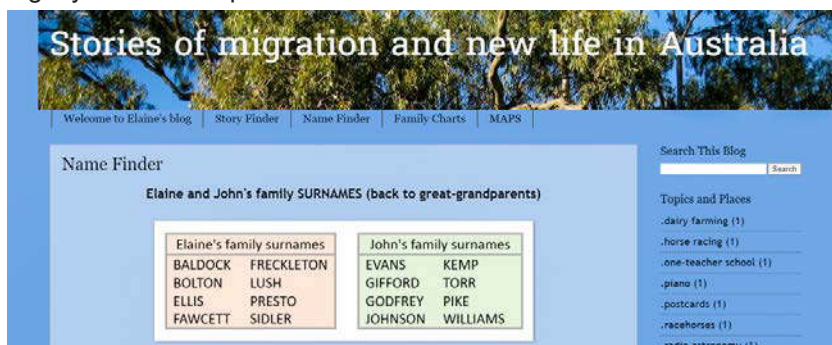 Stories of migration and new life in Australia
Welcome to Elaine's blog Story Finder Name Finder Family Charts MAPS
Name Finder
Elaine and John's family SURNAMES (back to great-grandparents)
Elaine's family surnames
BALDOCK FRECKLETON
BOLTON LUSH
ELLIS PRESTO
FAWCETT SIDLER
John's family surnames
EVANS KEMP
GIFFORD TORR
GODFREY PIKE
JOHNSON WILLIAMS
Search This Blog
Search
Topics and Places
.dairy farming (1)
.horse racing (1)
.one-teacher school (1)
.piano (1)
.postcards (1)
.racehorses (1)
.radio astronomy (1)